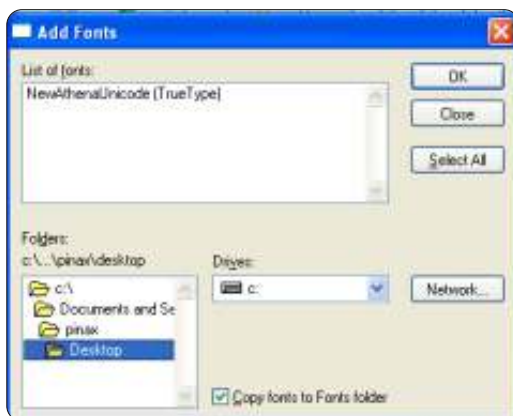 Add Fonts
List of fonts:
NewAthenaUnicode (TrueType)
OK
Close
Select All
Folders:
c:\...\pinax\desktop
Drives:
c:\
Documents and Se
pinax
Desktop
c:
Network...
Copy fonts to Fonts folder